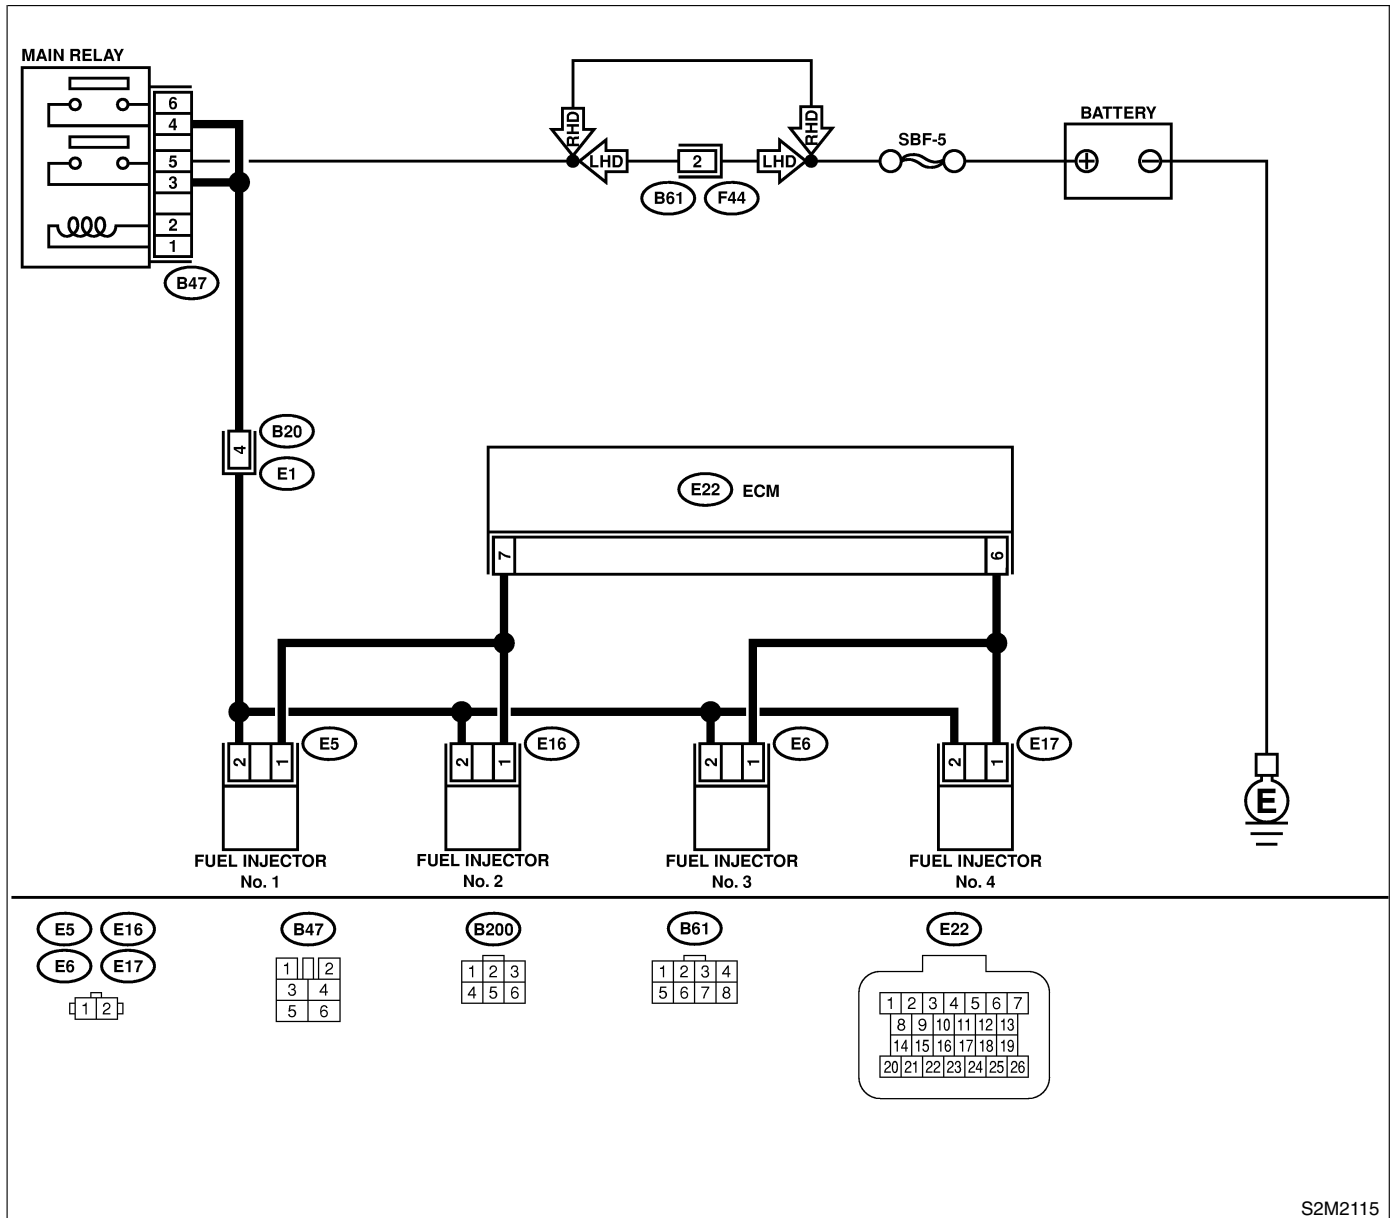 MAIN RELAY
6
4
5
3
2
1
B47
RHD
RHD
LHD
2
LHD
B61
F44
SBF-5
BATTERY
+
−
4
B20
E1
E22
ECM
7
6
2
1
E5
2
1
E16
2
1
E6
2
1
E17
E
FUEL INJECTOR
No. 1
FUEL INJECTOR
No. 2
FUEL INJECTOR
No. 3
FUEL INJECTOR
No. 4
E5 E16
E6 E17
1 2
B47
1 2
3 4
5 6
B200
1 2 3
4 5 6
B61
1 2 3 4
5 6 7 8
E22
1 2 3 4 5 6 7
8 9 10 11 12 13
14 15 16 17 18 19
20 21 22 23 24 25 26
S2M2115